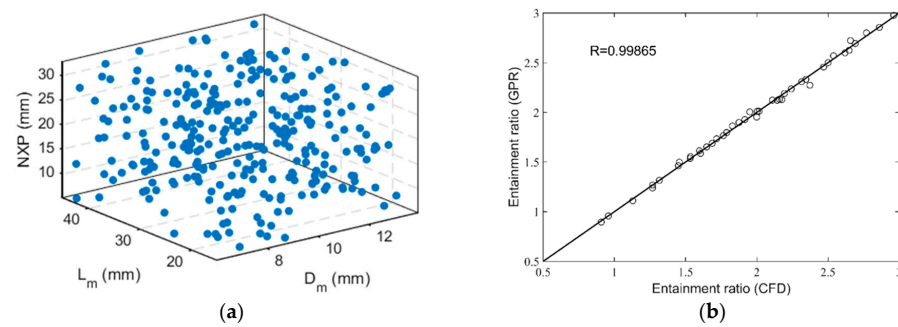 30
25
20
15
10
NXP (mm)
40
30
20
L_m (mm)
8
10
12
D_m (mm)
(a)
3
2.5
2
1.5
1
0.5
Entainment ratio (GPR)
R=0.99865
0.5
1
1.5
2
2.5
3
Entainment ratio (CFD)
(b)